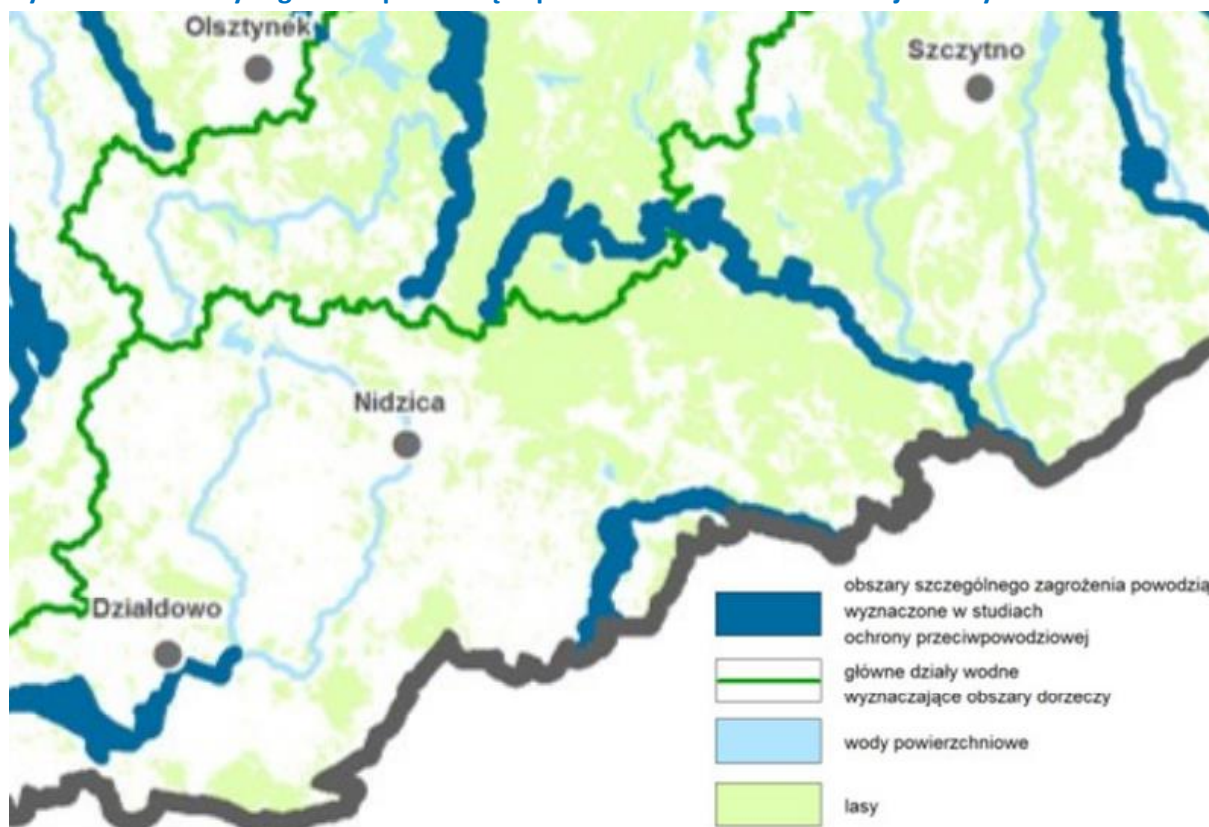 Olsztynek
Szczytno
Nidzica
Działdowo
obszary szczególnego zagrożenia powodzią
wyznaczone w studiach
ochrony przeciwpowodziowej
główne działy wodne
wyznaczające obszary dorzeczy
wody powierzchniowe
lasy